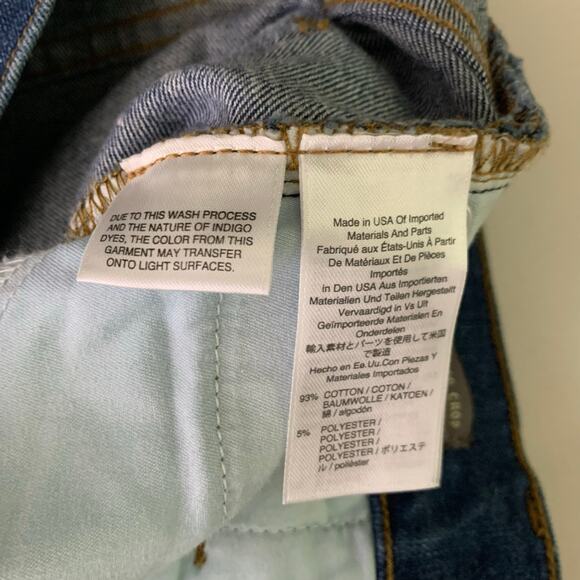 DUE TO THIS WASH PROCESS
AND THE NATURE OF INDIGO
DYES, THE COLOR FROM THIS
GARMENT MAY TRANSFER
ONTO LIGHT SURFACES.
Made in USA Of Imported
Materials And Parts
Fabriqué aux États-Unis À Partir
De Matériaux Et De Pièces
Importés
in Den USA Aus Importierten
Materialien Und Teilen Hergestellt
Vervaardigd in Vs Uit
Geïmporteerde Materialen En
Onderdelen
輸入素材とパーツを使用して米国
で製造
Hecho en Ee.Uu.Con Piezas Y
Materiales Importados
93% COTTON / COTON /
BAUMWOLLE / KATOEN /
綿 / algodón
5% POLYESTER /
POLYESTER /
POLYESTER /
POLYESTER / ポリエステ
ル / poliéster
CROP